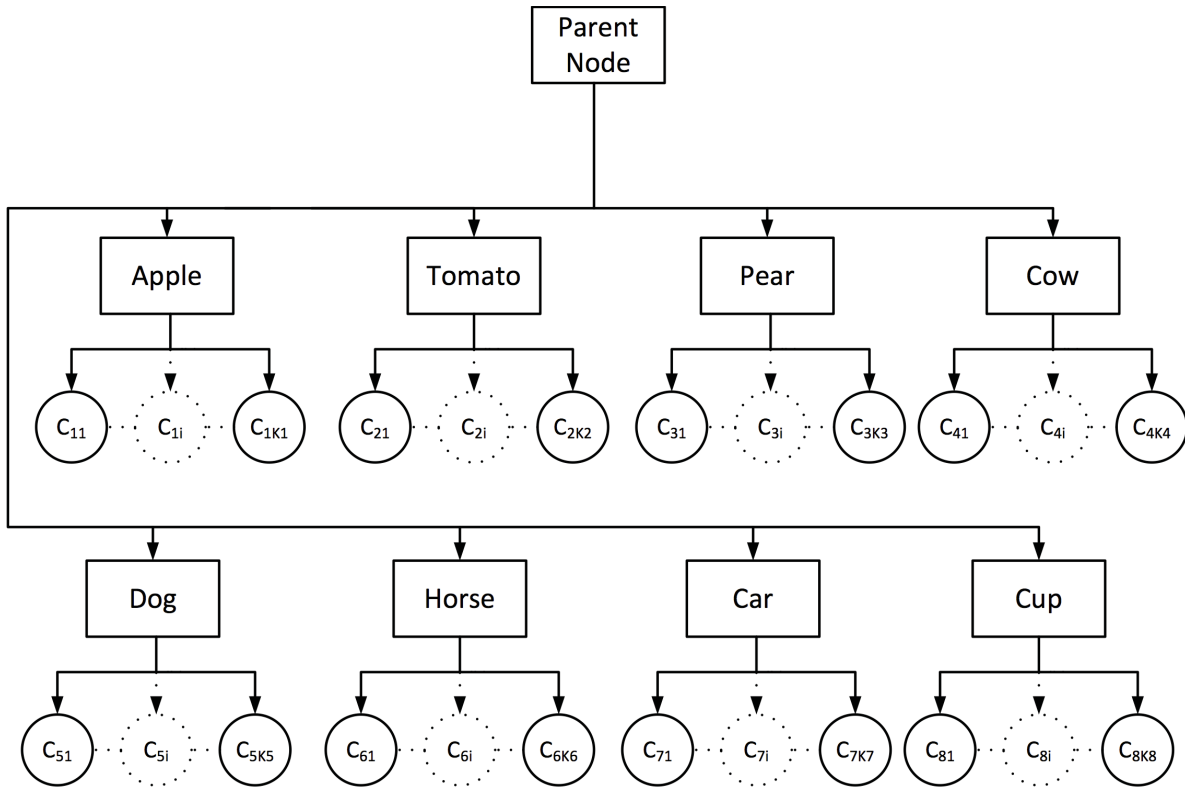 Parent
Node
Apple Tomato Pear Cow
C11 C1i C1K1 C21 C2i C2K2 C31 C3i C3K3 C41 C4i C4K4
Dog Horse Car Cup
C51 C5i C5K5 C61 C6i C6K6 C71 C7i C7K7 C81 C8i C8K8